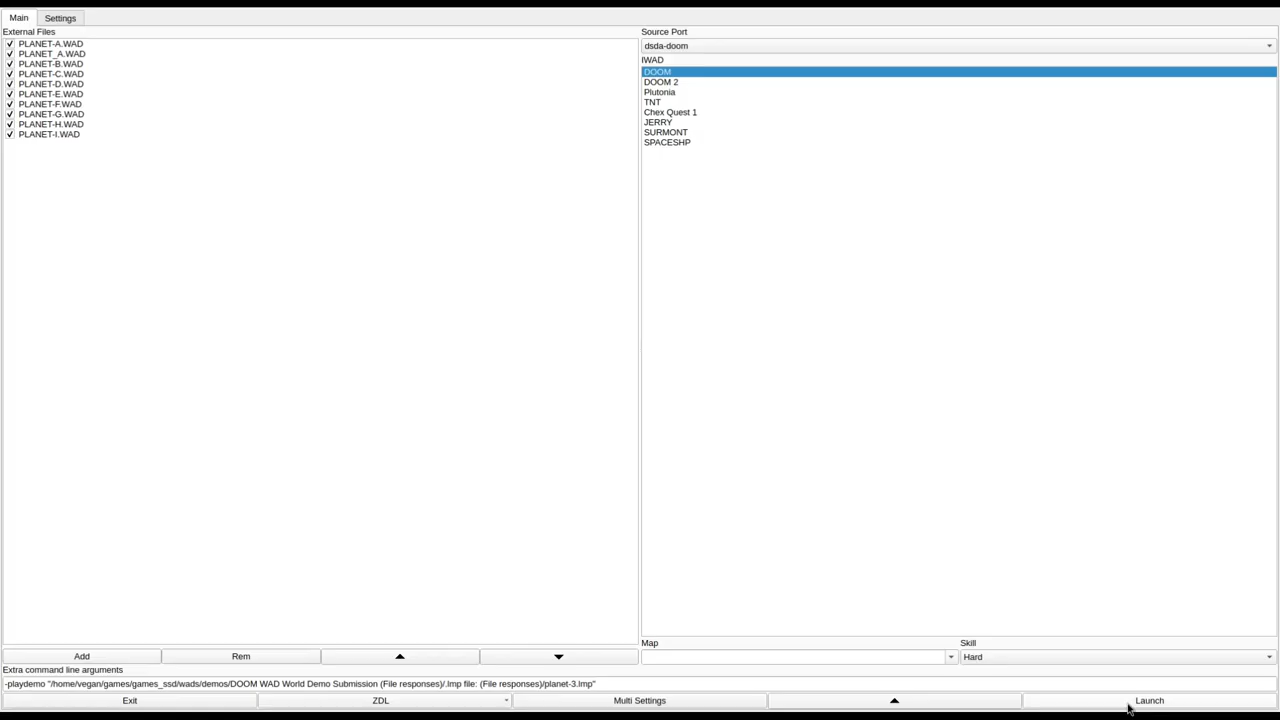 Main Settings
External Files
PLANET-A.WAD
PLANET_A.WAD
PLANET-B.WAD
PLANET-C.WAD
PLANET-D.WAD
PLANET-E.WAD
PLANET-F.WAD
PLANET-G.WAD
PLANET-H.WAD
PLANET-I.WAD
Source Port
dsda-doom
IWAD
DOOM
DOOM 2
Plutonia
TNT
Chex Quest 1
JERRY
SURMONT
SPACESHP
Add Rem
Map Skill
Hard
Extra command line arguments
-playdemo "/home/vegan/games/games_ssd/wads/demos/DOOM WAD World Demo Submission (File responses)/.lmp file: (File responses)/planet-3.lmp"
Exit ZDL Multi Settings Launch